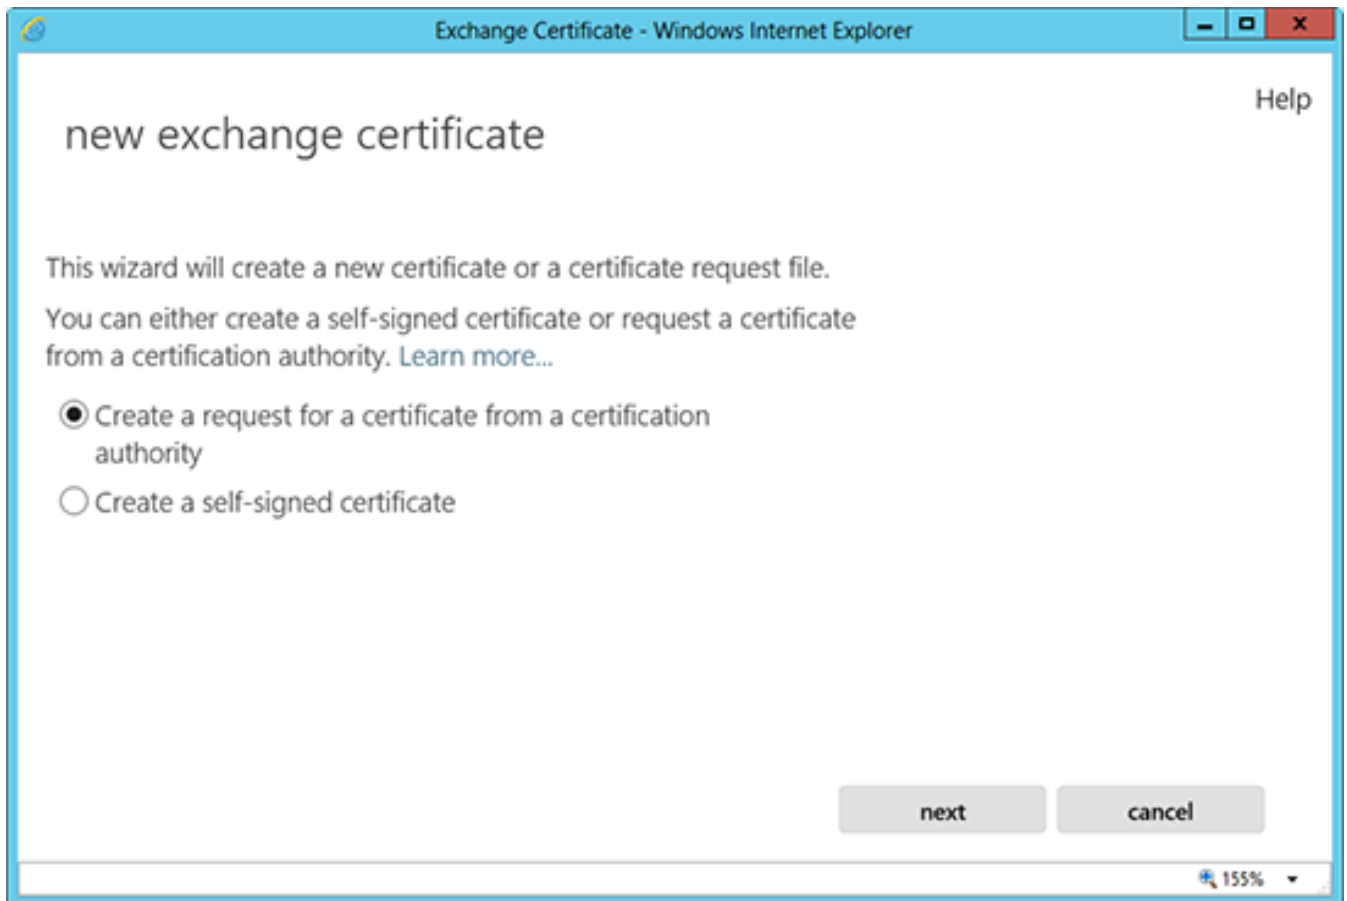 Exchange Certificate - Windows Internet Explorer
Help
new exchange certificate
This wizard will create a new certificate or a certificate request file.
You can either create a self-signed certificate or request a certificate
from a certification authority. Learn more...
Create a request for a certificate from a certification
authority
Create a self-signed certificate
next
cancel
155%